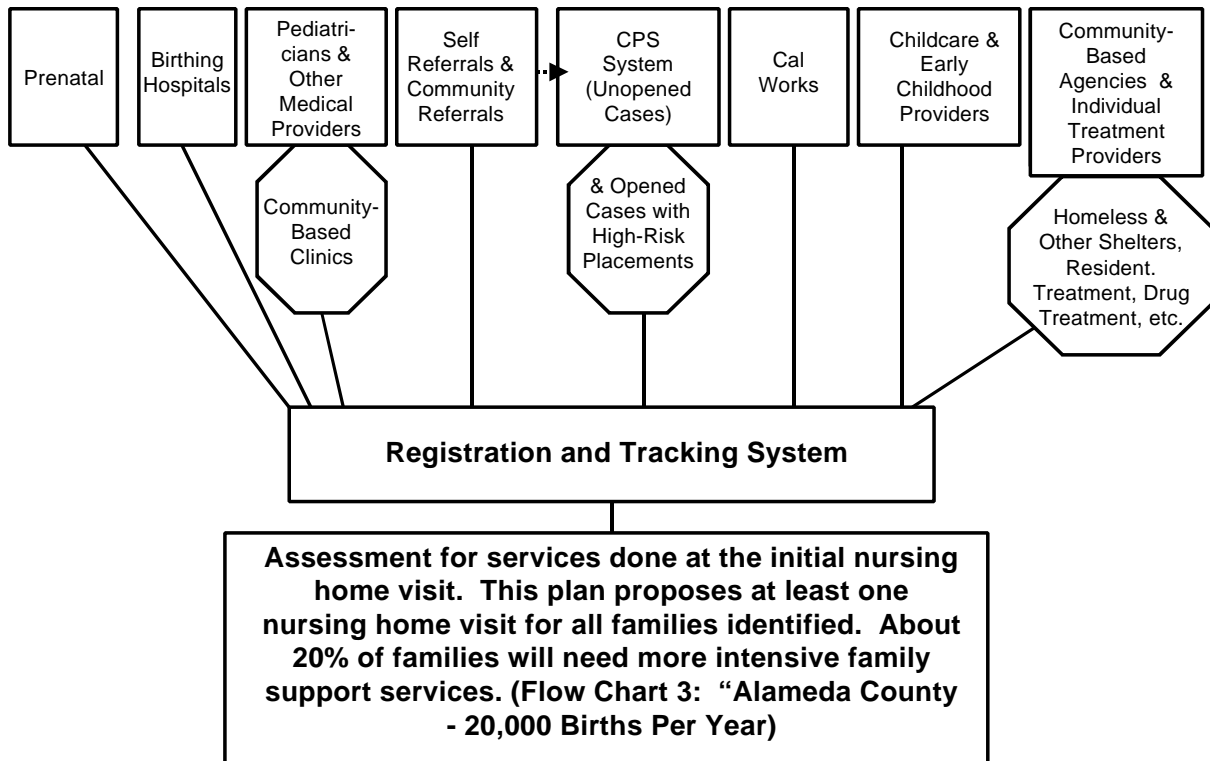 Prenatal
Birthing
Hospitals
Pediatri-
cians &
Other
Medical
Providers
Self
Referrals &
Community
Referrals
CPS
System
(Unopened
Cases)
Cal
Works
Childcare &
Early
Childhood
Providers
Community-
Based
Agencies &
Individual
Treatment
Providers
Community-
Based
Clinics
& Opened
Cases with
High-Risk
Placements
Homeless &
Other Shelters,
Resident.
Treatment, Drug
Treatment, etc.
Registration and Tracking System
Assessment for services done at the initial nursing
home visit. This plan proposes at least one
nursing home visit for all families identified. About
20% of families will need more intensive family
support services. (Flow Chart 3: “Alameda County
- 20,000 Births Per Year)